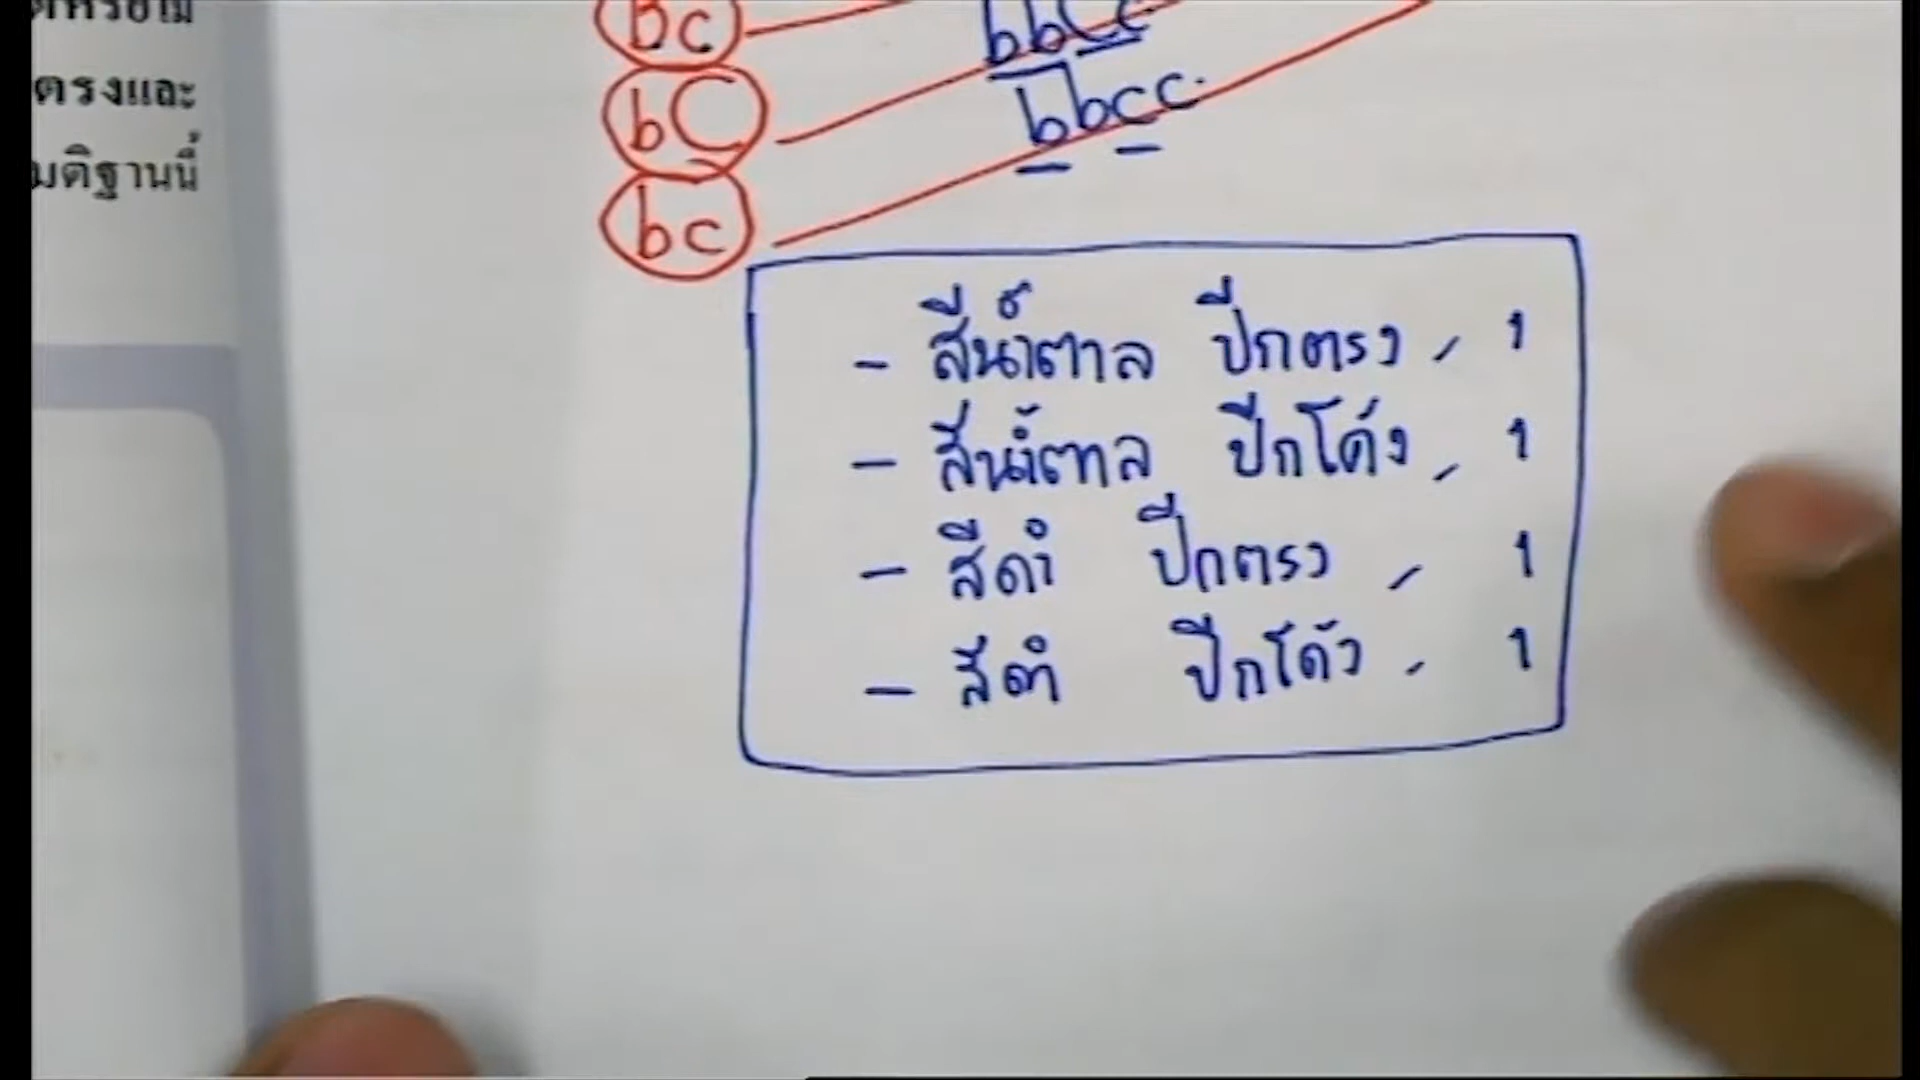 ตรงและ
มติฐานนี้
Bc
bbCc
bC
bbcc
bc
- สีน้ำตาล ปีกตรง, 1
- สีน้ำตาล ปีกโค้ง, 1
- สีดำ ปีกตรง, 1
- สีดำ ปีกโค้ง, 1